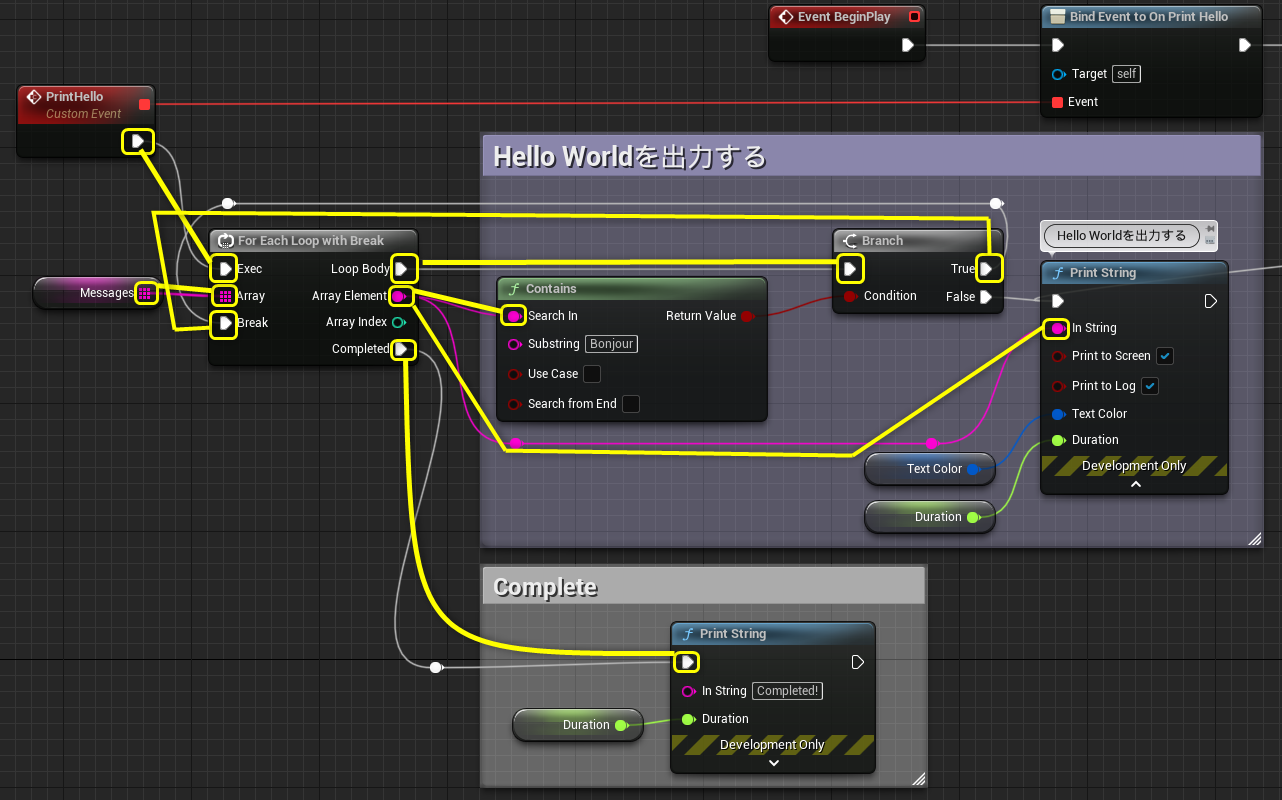 Event BeginPlay
Bind Event to On Print Hello
Target self
Event
PrintHello
Custom Event
Hello Worldを出力する
For Each Loop with Break
Exec Loop Body
Array Array Element
Break Array Index
Completed
Messages
Contains
Search In Return Value
Substring Bonjour
Use Case
Search from End
Branch
True
Condition False
Hello Worldを出力する
Print String
In String
Print to Screen
Print to Log
Text Color
Duration
Development Only
Text Color
Duration
Complete
Print String
In String Completed!
Duration
Development Only
Duration